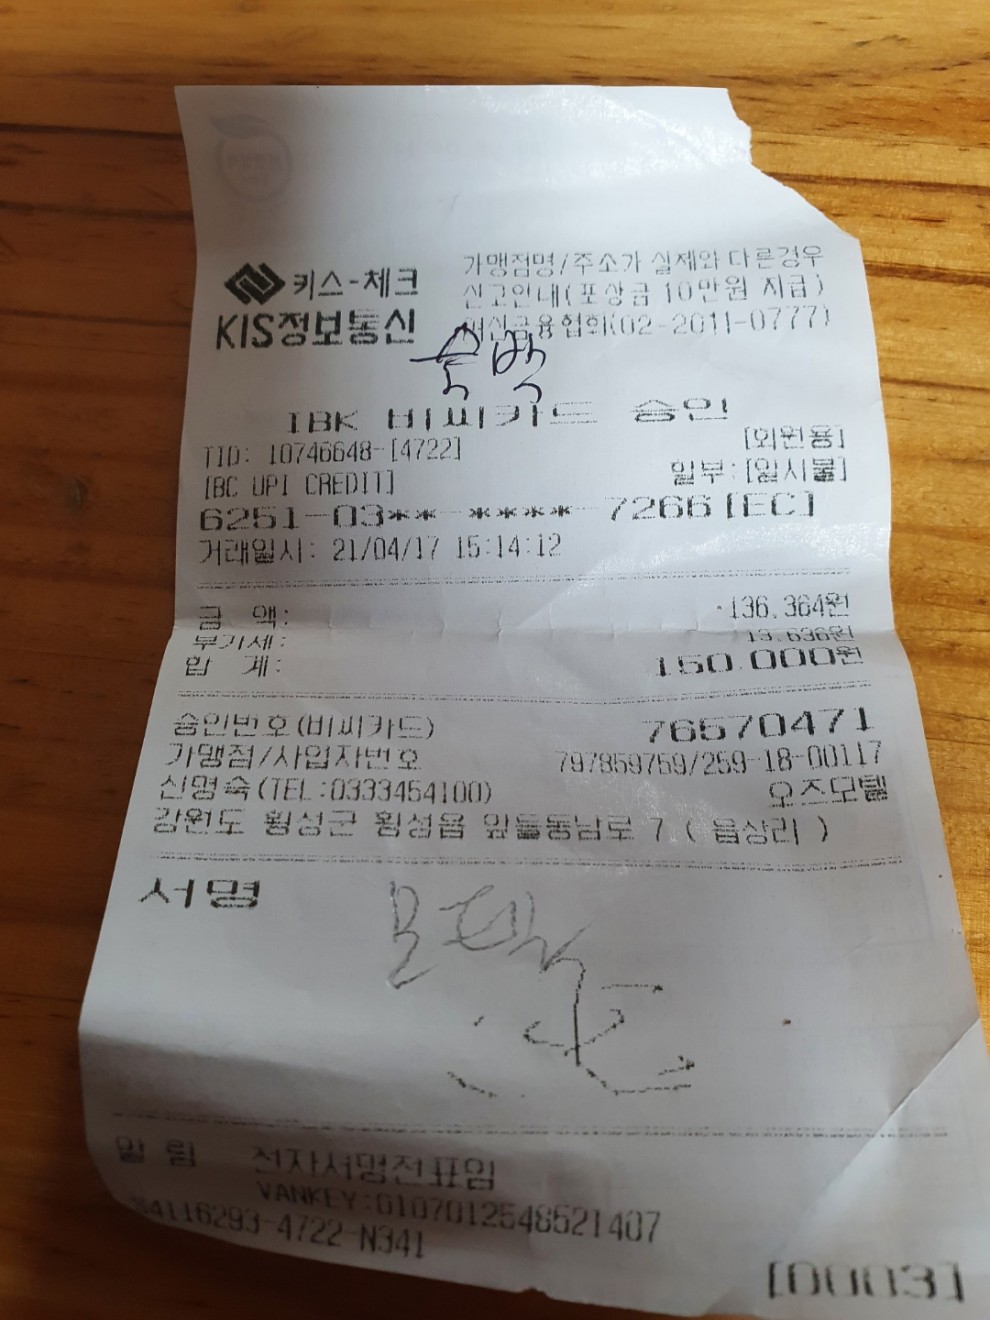 키스-체크
KIS정보통신
가맹점명/주소가 실제와 다른경우
신고안내(포상금 10만원 지급)
여신금융협회(02-2011-0777)
숙박
IBK 비씨카드 승인
TID: 10746648-[4722]
[회원용]
[BC UPI CREDIT]
할부:[일시불]
6251-03**-****-7266[EC]
거래일시: 21/04/17 15:14:12
금 액: 136,364원
부가세: 13,636원
합 계: 150,000원
승인번호(비씨카드) 76570471
가맹점/사업자번호 797859759/259-18-00117
신명숙(TEL:0333454100) 오즈모텔
강원도 횡성군 횡성읍 앞들동남로 7 ( 읍상리 )
서명
알 림 전자서명전표임
VANKEY:0107012548521407
S4116293-4722-N341
[0003]